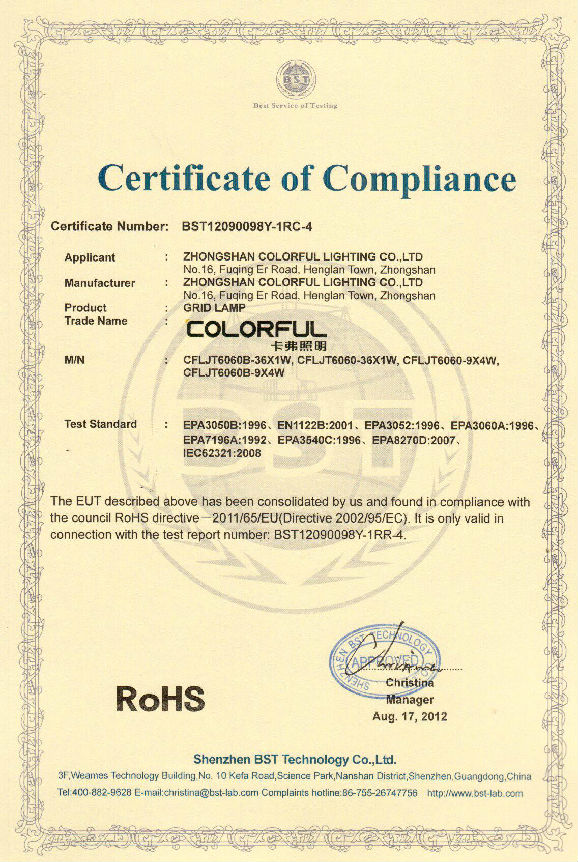 BST
Best Service of Testing
Certificate of Compliance
Certificate Number: BST12090098Y-1RC-4
Applicant : ZHONGSHAN COLORFUL LIGHTING CO.,LTD
No.16, Fuqing Er Road, Henglan Town, Zhongshan
Manufacturer : ZHONGSHAN COLORFUL LIGHTING CO.,LTD
No.16, Fuqing Er Road, Henglan Town, Zhongshan
Product : GRID LAMP
Trade Name : COLORFUL
卡弗照明
M/N : CFLJT6060B-36X1W, CFLJT6060-36X1W, CFLJT6060-9X4W,
CFLJT6060B-9X4W
Test Standard : EPA3050B:1996、EN1122B:2001、EPA3052:1996、EPA3060A:1996、
EPA7196A:1992、EPA3540C:1996、EPA8270D:2007、
IEC62321:2008
BST
The EUT described above has been consolidated by us and found in compliance with
the council RoHS directive－2011/65/EU(Directive 2002/95/EC). It is only valid in
connection with the test report number: BST12090098Y-1RR-4.
SHENZHEN BST TECHNOLOGY
APPROVED
Christina
RoHS
Manager
Aug. 17, 2012
Shenzhen BST Technology Co.,Ltd.
3F,Weames Technology Building,No. 10 Kefa Road,Science Park,Nanshan District,Shenzhen,Guangdong,China
Tel:400-882-9628 E-mail:christina@bst-lab.com Complaints hotline:86-755-26747756 http://www.bst-lab.com